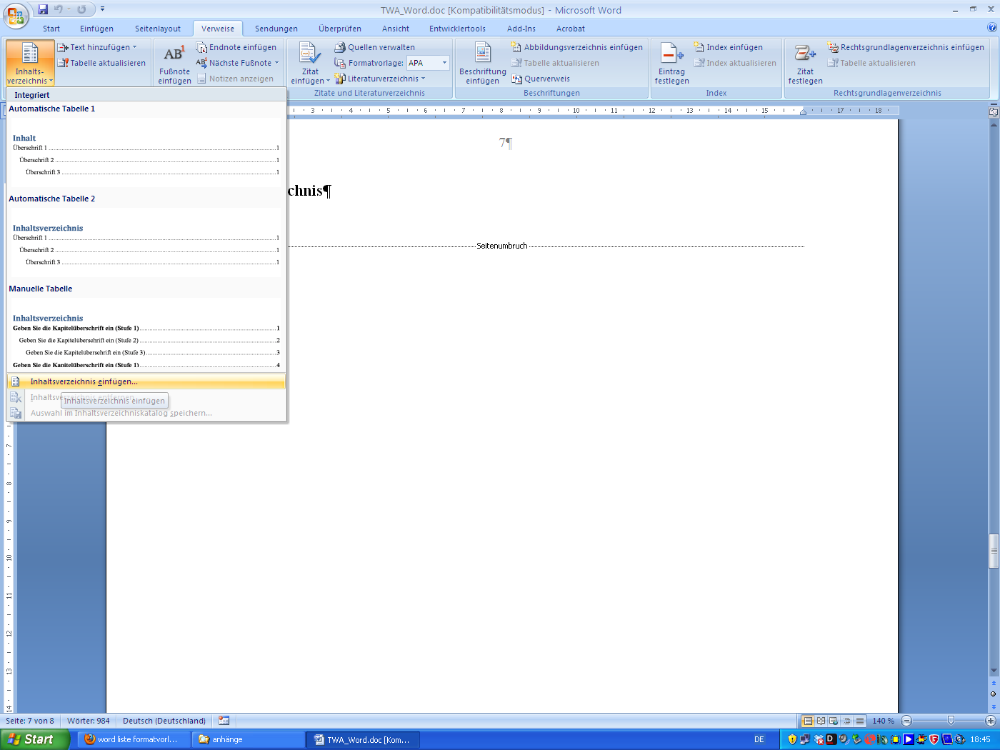 TWA_Word.doc [Kompatibilitätsmodus] - Microsoft Word
Start Einfügen Seitenlayout Verweise Sendungen Überprüfen Ansicht Entwicklertools Add-Ins Acrobat
Inhalts-
verzeichnis
Text hinzufügen
Tabelle aktualisieren
AB1
Fußnote
einfügen
Endnote einfügen
Nächste Fußnote
Notizen anzeigen
Zitat
einfügen
Quellen verwalten
Formatvorlage: APA
Literaturverzeichnis
Zitate und Literaturverzeichnis
Beschriftung
einfügen
Abbildungsverzeichnis einfügen
Tabelle aktualisieren
Querverweis
Beschriftungen
Eintrag
festlegen
Index einfügen
Index aktualisieren
Index
Zitat
festlegen
Rechtsgrundlagenverzeichnis einfügen
Tabelle aktualisieren
Rechtsgrundlagenverzeichnis
Integriert
Automatische Tabelle 1
Inhalt
Überschrift 1 1
Überschrift 2 1
Überschrift 3 1
Automatische Tabelle 2
Inhaltsverzeichnis
Überschrift 1 1
Überschrift 2 1
Überschrift 3 1
Manuelle Tabelle
Inhaltsverzeichnis
Geben Sie die Kapitelüberschrift ein (Stufe 1) 1
Geben Sie die Kapitelüberschrift ein (Stufe 2) 2
Geben Sie die Kapitelüberschrift ein (Stufe 3) 3
Geben Sie die Kapitelüberschrift ein (Stufe 1) 4
Inhaltsverzeichnis einfügen...
Inhaltsverzeichnis entfernen
Inhaltsverzeichnis einfügen
Auswahl im Inhaltsverzeichniskatalog speichern...
3 4 5 6 7 8 9 10 11 12 13 14 15 17 18
7¶
chnis¶
Seitenumbruch
7
8
9
10
11
12
13
14
Seite: 7 von 8 Wörter: 984 Deutsch (Deutschland) 140 %
Start word liste formatvorl... anhänge TWA_Word.doc [Kom... DE 18:45